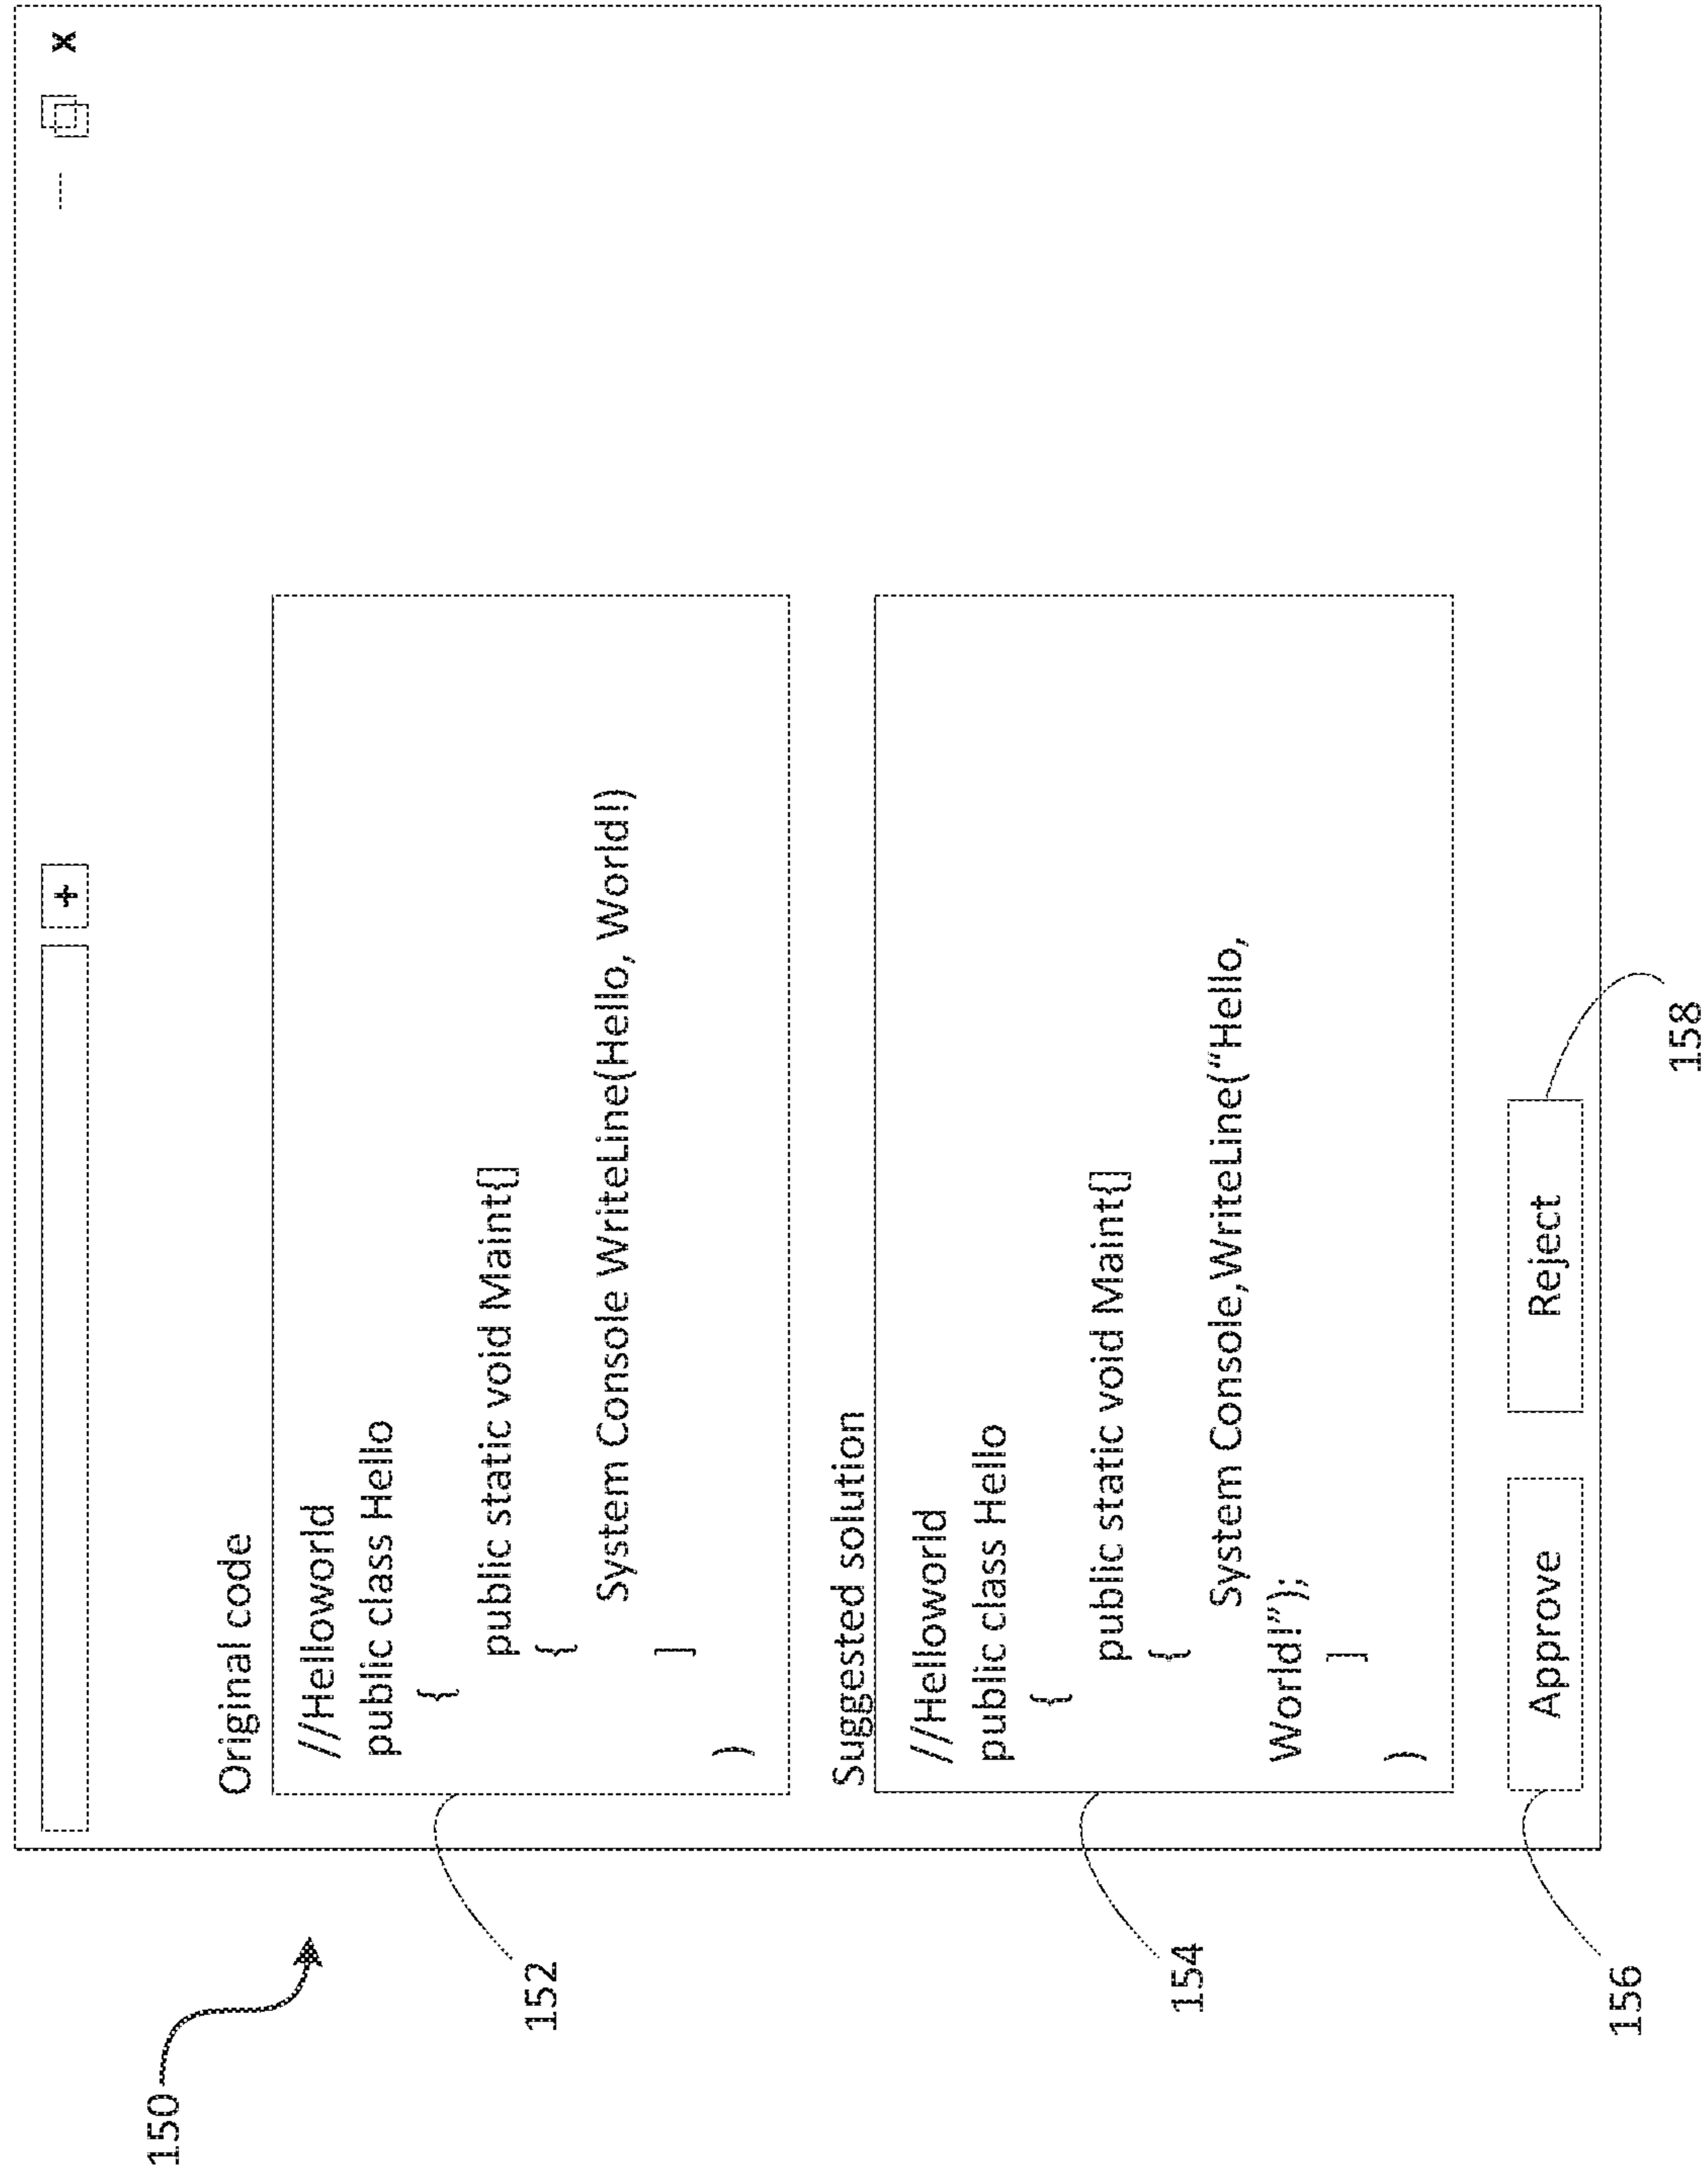 150
+
X
Original code
152
//Helloworld
public class Hello
{
public static void Maint{]
{
System Console WriteLine(Hello, World!)
]
)
Suggested solution
154
//Helloworld
public class Hello
{
public static void Maint{]
{
System Console,WriteLine(“Hello,
World!”);
]
)
156
Approve
Reject
158